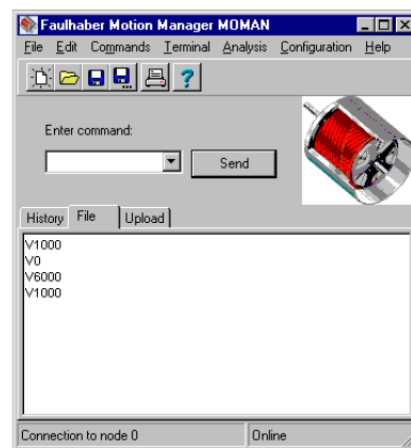 Faulhaber Motion Manager MOMAN
File Edit Commands Terminal Analysis Configuration Help
Enter command:
Send
History File Upload
V1000
V0
V6000
V1000
Connection to node 0 Online